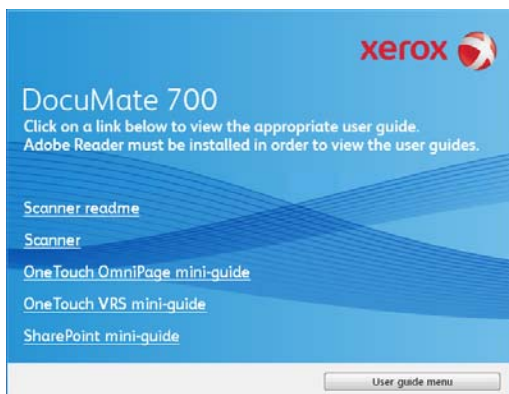 xerox
DocuMate 700
Click on a link below to view the appropriate user guide.
Adobe Reader must be installed in order to view the user guides.
Scanner readme
Scanner
OneTouch OmniPage mini-guide
OneTouch VRS mini-guide
SharePoint mini-guide
User guide menu